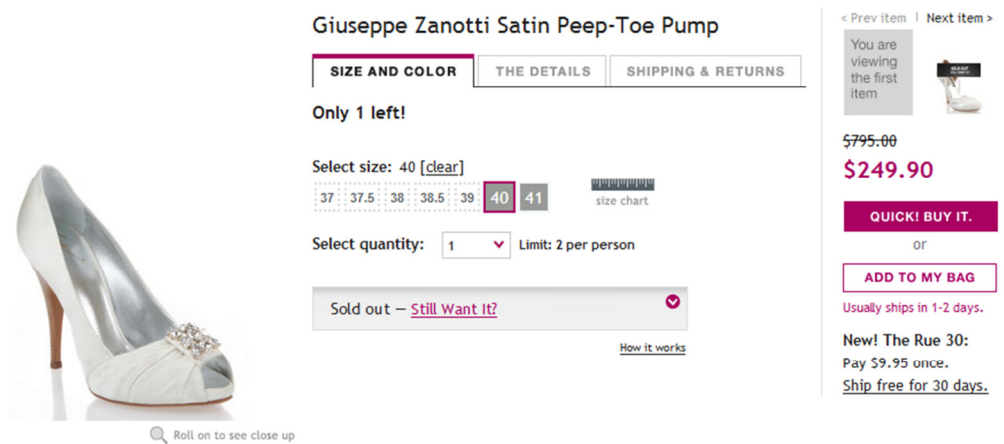 Giuseppe Zanotti Satin Peep-Toe Pump
SIZE AND COLOR
THE DETAILS
SHIPPING & RETURNS
Only 1 left!
Select size: 40 [clear]
37 37.5 38 38.5 39 40 41
size chart
Select quantity: 1 Limit: 2 per person
Sold out – Still Want It?
How it works
Roll on to see close up
< Prev item | Next item >
You are
viewing
the first
item
SOLD OUT
$795.00
$249.90
QUICK! BUY IT.
or
ADD TO MY BAG
Usually ships in 1-2 days.
New! The Rue 30:
Pay $9.95 once.
Ship free for 30 days.